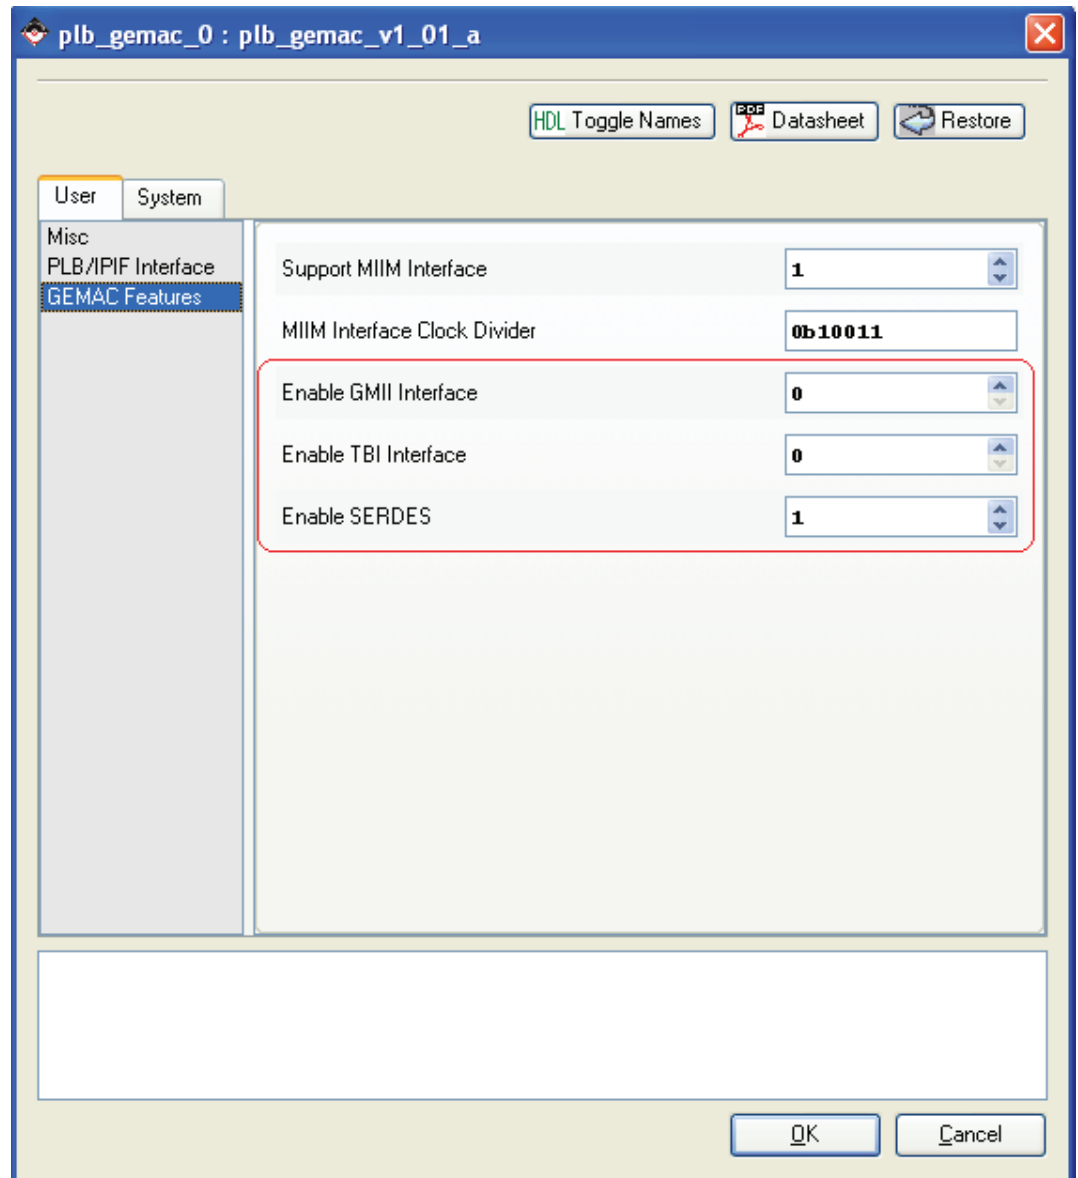 plb_gemac_0 : plb_gemac_v1_01_a
HDL Toggle Names
PDF Datasheet
Restore
User
System
Misc
PLB/IPIF Interface
GEMAC Features
Support MIIM Interface 1
MIIM Interface Clock Divider 0b10011
Enable GMII Interface 0
Enable TBI Interface 0
Enable SERDES 1
OK
Cancel